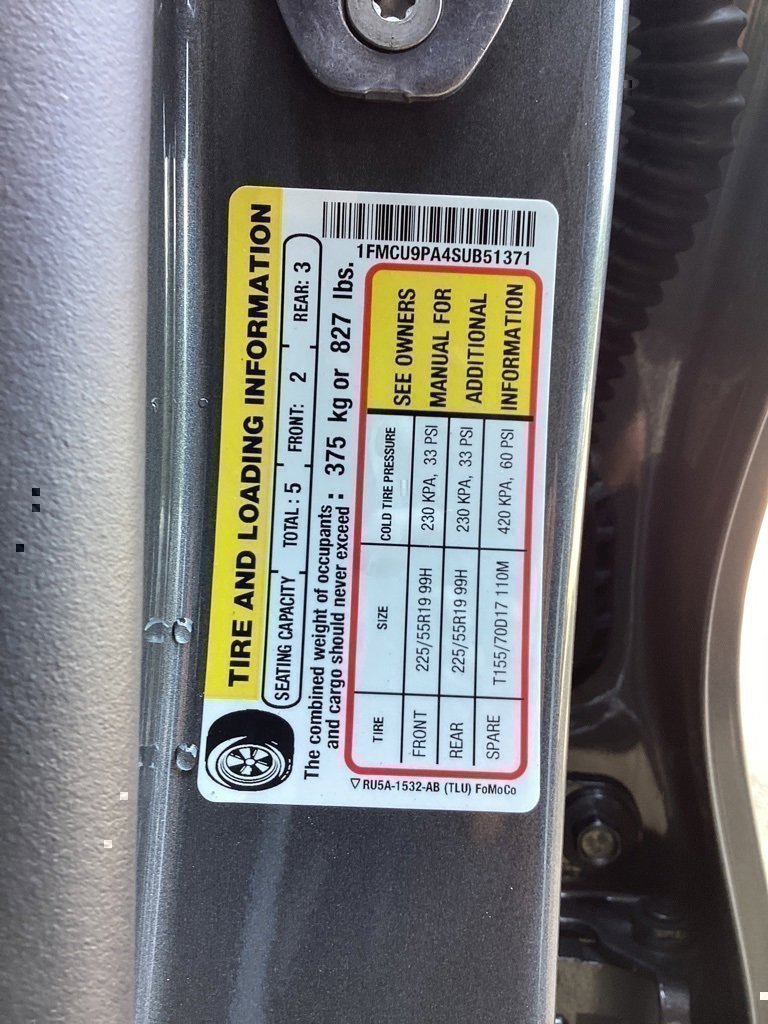 TIRE AND LOADING INFORMATION
SEATING CAPACITY TOTAL: 5 FRONT: 2 REAR: 3
The combined weight of occupants
and cargo should never exceed: 375 kg or 827 lbs.
TIRE SIZE COLD TIRE PRESSURE
FRONT 225/55R19 99H 230 KPA, 33 PSI
REAR 225/55R19 99H 230 KPA, 33 PSI
SPARE T155/70D17 110M 420 KPA, 60 PSI
SEE OWNERS
MANUAL FOR
ADDITIONAL
INFORMATION
1FMCU9PA4SUB51371
RU5A-1532-AB (TLU) FoMoCo